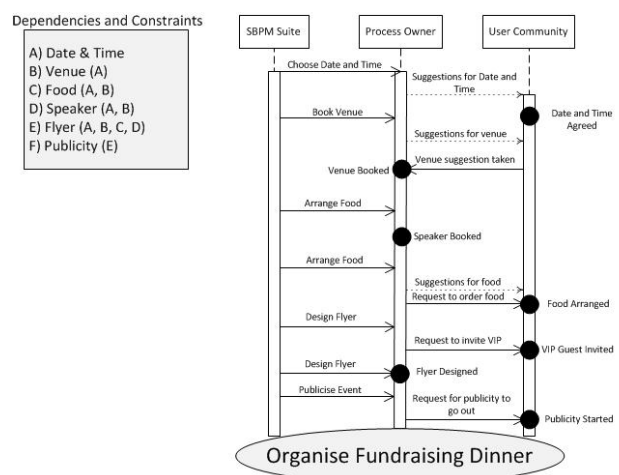 Dependencies and Constraints
A) Date & Time
B) Venue (A)
C) Food (A, B)
D) Speaker (A, B)
E) Flyer (A, B, C, D)
F) Publicity (E)
SBPM Suite
Process Owner
User Community
Choose Date and Time
Suggestions for Date and
Time
Book Venue
Date and Time
Agreed
Suggestions for venue
Venue suggestion taken
Venue Booked
Arrange Food
Speaker Booked
Arrange Food
Suggestions for food
Request to order food
Food Arranged
Design Flyer
Request to invite VIP
VIP Guest Invited
Design Flyer
Flyer Designed
Publicise Event
Request for publicity to
go out
Publicity Started
Organise Fundraising Dinner